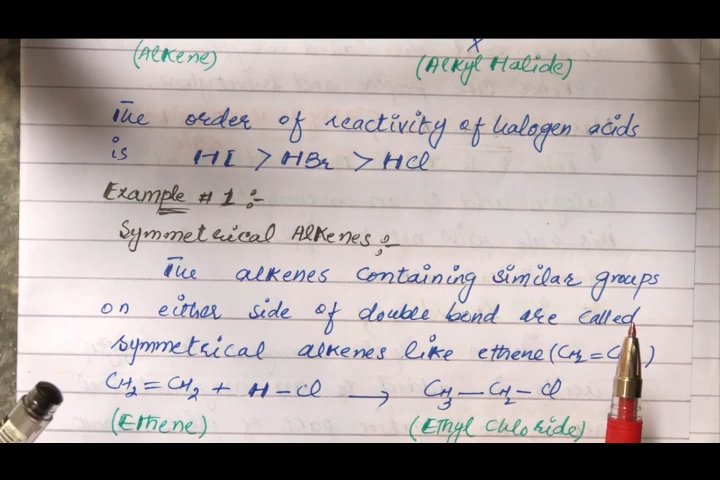 (Alkene)
X
(Alkyl Halide)
The order of reactivity of halogen acids
is HI > HBr > HCl
Example # 1 :-
Symmetrical Alkenes :-
The alkenes containing similar groups
on either side of double bond are called
symmetrical alkenes like ethene (CH2 = C )
CH2 = CH2 + H - Cl → CH3 — CH2 - Cl
(Ethene) (Ethyl Chloride)